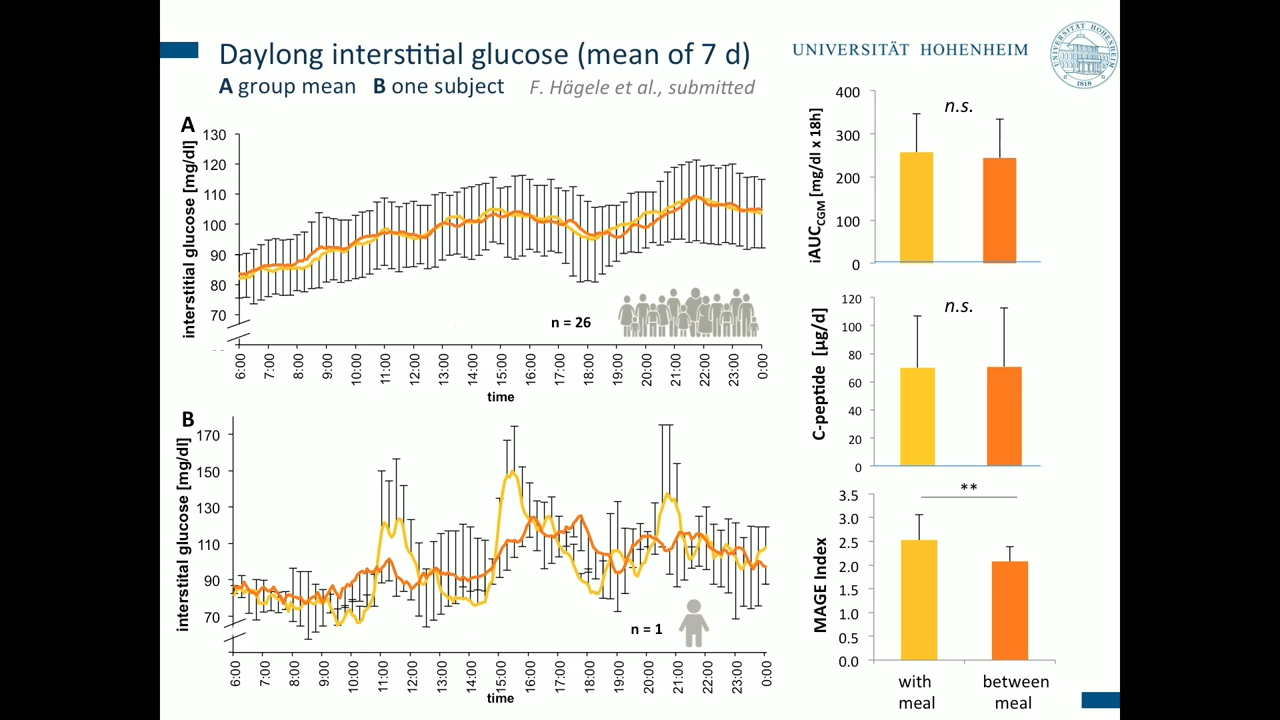 Daylong interstitial glucose (mean of 7 d)
A group mean B one subject F. Hägele et al., submitted
UNIVERSITÄT HOHENHEIM
UNIVERSITÄT HOHENHEIM
1818
A
interstitial glucose [mg/dl]
130
120
110
100
90
80
70
n = 26
6:00 7:00 8:00 9:00 10:00 11:00 12:00 13:00 14:00 15:00 16:00 17:00 18:00 19:00 20:00 21:00 22:00 23:00 0:00
time
B
interstital glucose [mg/dl]
170
150
130
110
90
70
n = 1
6:00 7:00 8:00 9:00 10:00 11:00 12:00 13:00 14:00 15:00 16:00 17:00 18:00 19:00 20:00 21:00 22:00 23:00 0:00
time
iAUCCGM [mg/dl x 18h]
400
300
200
100
0
n.s.
C-peptide [µg/d]
120
100
80
60
40
20
0
n.s.
MAGE Index
3.5
3.0
2.5
2.0
1.5
1.0
0.5
0.0
**
with meal
between meal